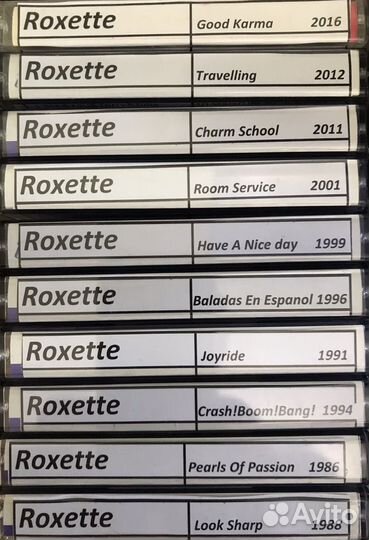 Roxette Good Karma 2016
Roxette Travelling 2012
Roxette Charm School 2011
Roxette Room Service 2001
Roxette Have A Nice day 1999
Roxette Baladas En Espanol 1996
Roxette Joyride 1991
Roxette Crash!Boom!Bang! 1994
Roxette Pearls Of Passion 1986
Roxette Look Sharp 1988
Avito